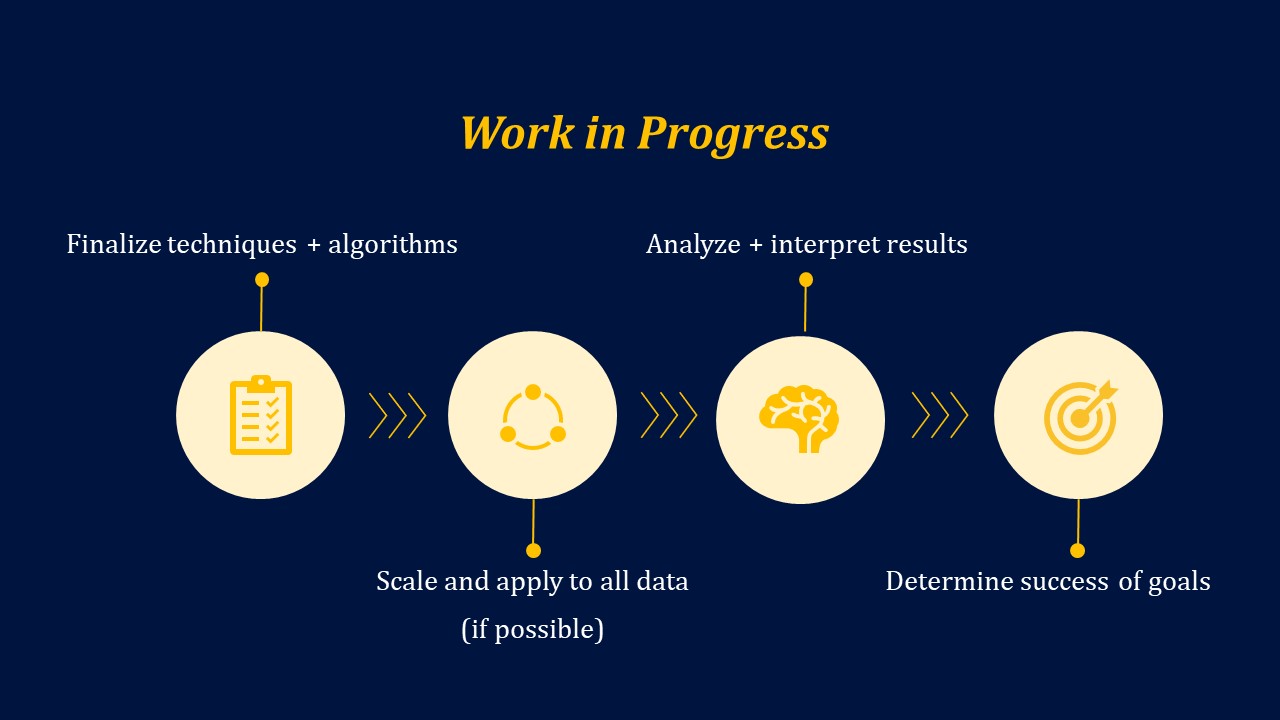 Work in Progress
Finalize techniques + algorithms
Scale and apply to all data
(if possible)
Analyze + interpret results
Determine success of goals